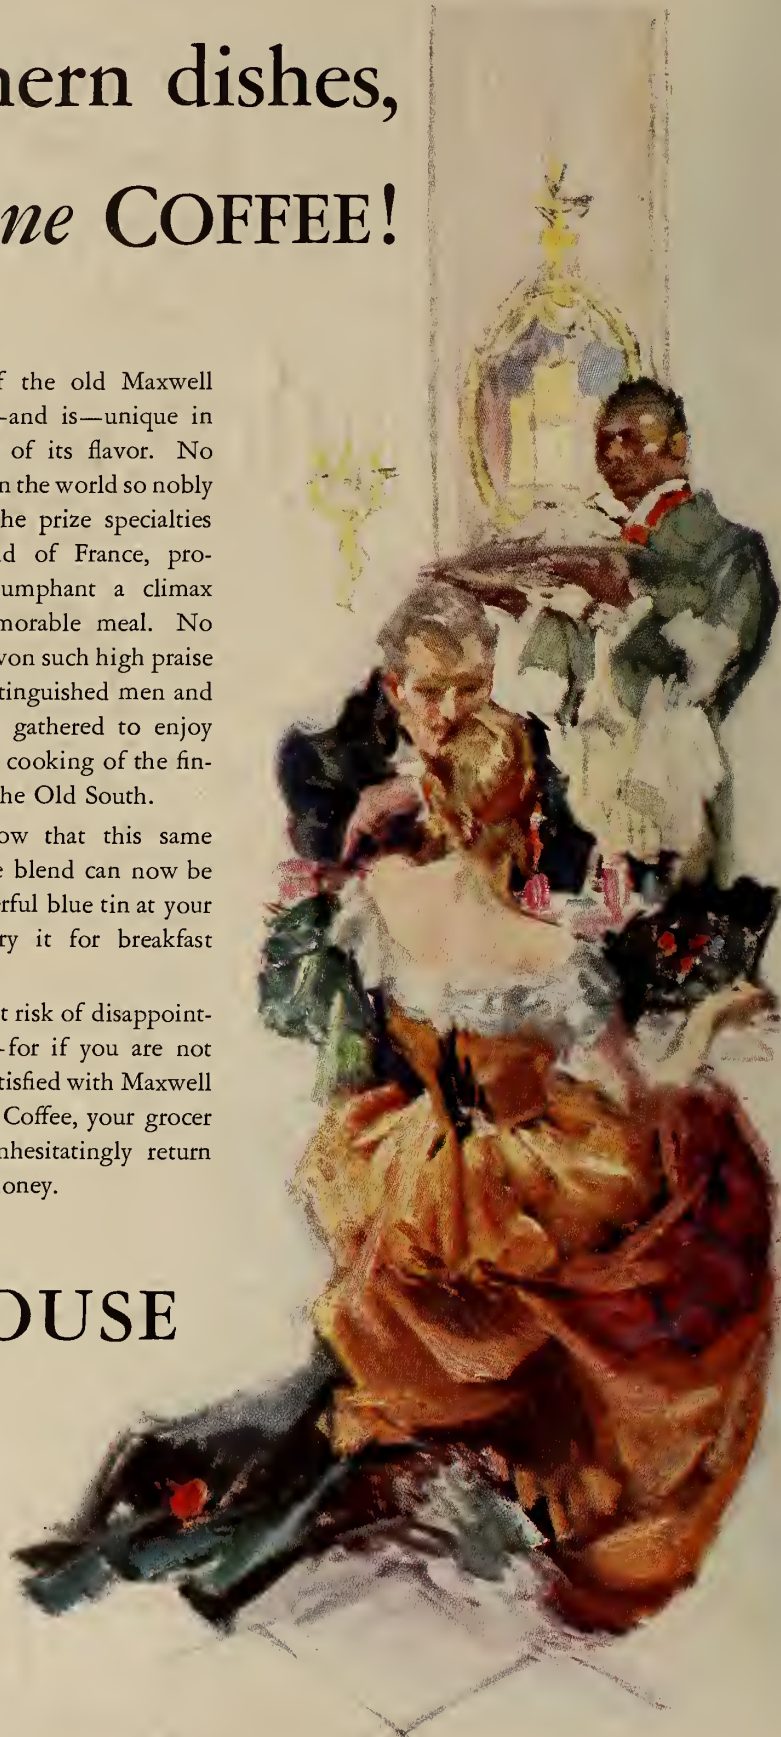 hern dishes,
ne COFFEE!
f the old Maxwell
—and is—unique in
of its flavor. No
n the world so nobly
he prize specialties
d of France, pro-
umphant a climax
morable meal. No
von such high praise
tinguished men and
gathered to enjoy
cooking of the fin-
he Old South.
ow that this same
e blend can now be
erful blue tin at your
ry it for breakfast
t risk of disappoint-
-for if you are not
tisfied with Maxwell
Coffee, your grocer
nhesitatingly return
oney.
OUSE